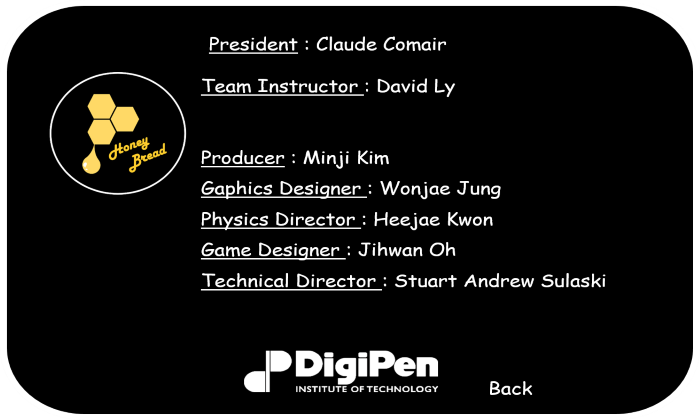 President : Claude Comair
Team Instructor : David Ly
Honey
Bread
Producer : Minji Kim
Gaphics Designer : Wonjae Jung
Physics Director : Heejae Kwon
Game Designer : Jihwan Oh
Technical Director : Stuart Andrew Sulaski
DigiPen
INSTITUTE OF TECHNOLOGY
Back